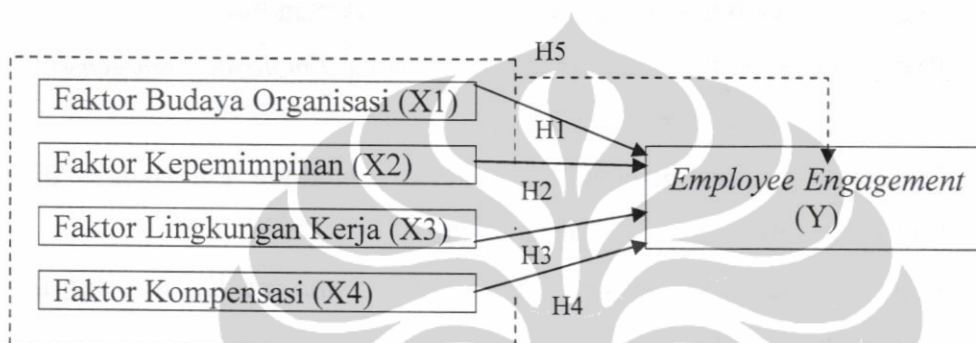 H5
Faktor Budaya Organisasi (X1)
H1
Faktor Kepemimpinan (X2)
Employee Engagement
(Y)
H2
Faktor Lingkungan Kerja (X3)
H3
Faktor Kompensasi (X4)
H4